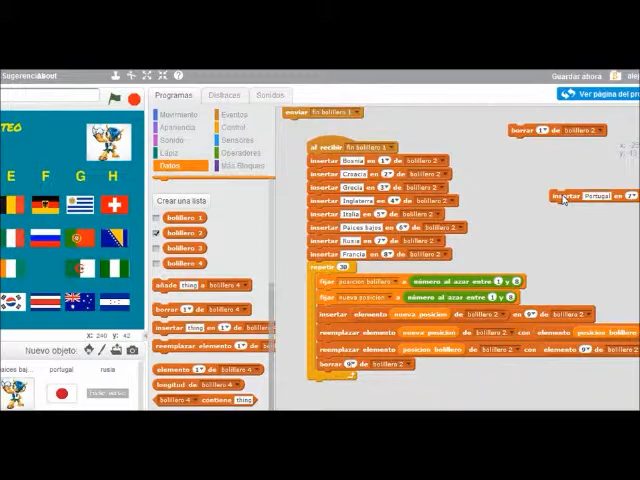 Sugerencias About
Guardar ahora
alej
Programas Disfraces Sonidos
Ver página del pro
TEO
E F G H
Movimiento
Apariencia
Sonido
Lápiz
Datos
Eventos
Control
Sensores
Operadores
Más Bloques
Crear una lista
bolillero 1
bolillero 2
bolillero 3
bolillero 4
añade thing a bolillero 4
borrar 1 de bolillero 4
insertar thing en 1 de bolillero 4
reemplazar elemento 1 de bo
elemento 1 de bolillero 4
longitud de bolillero 4
bolillero 4 contiene thing
x: 240 y: 42
Nuevo objeto:
portugal
rusia
enviar fin bolillero 1
al recibir fin bolillero 1
insertar Bosnia en 1 de bolillero 2
insertar Croacia en 2 de bolillero 2
insertar Grecia en 3 de bolillero 2
insertar Inglaterra en 4 de bolillero 2
insertar Italia en 5 de bolillero 2
insertar Paises bajos en 6 de bolillero 2
insertar Rusia en 7 de bolillero 2
insertar Francia en 8 de bolillero 2
repetir 30
fijar posicion bolillero a número al azar entre 1 y 8
fijar nueva posicion a número al azar entre 1 y 8
insertar elemento nueva posicion de bolillero 2 en 9 de bolillero 2
reemplazar elemento nueva posicion de bolillero 2 con elemento posicion bolillero
reemplazar elemento posicion bolillero de bolillero 2 con elemento 9 de bolillero 2
borrar 9 de bolillero 2
borrar 1 de bolillero 2
insertar Portugal en 7